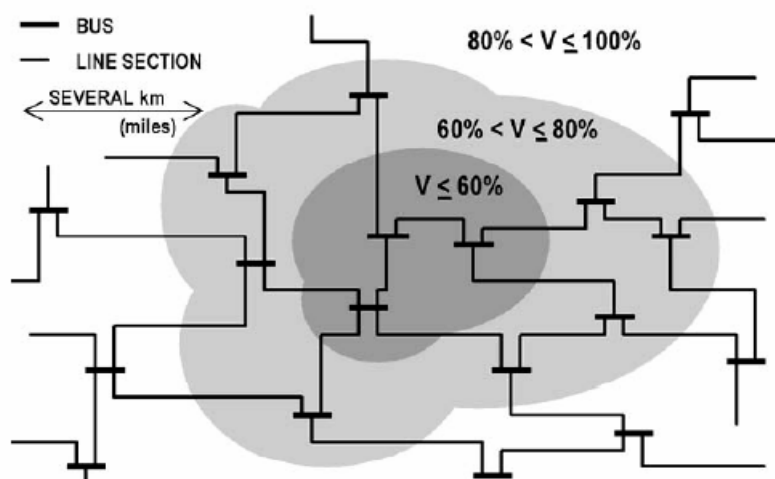 BUS
LINE SECTION
SEVERAL km
(miles)
80% < V ≤ 100%
60% < V ≤ 80%
V ≤ 60%